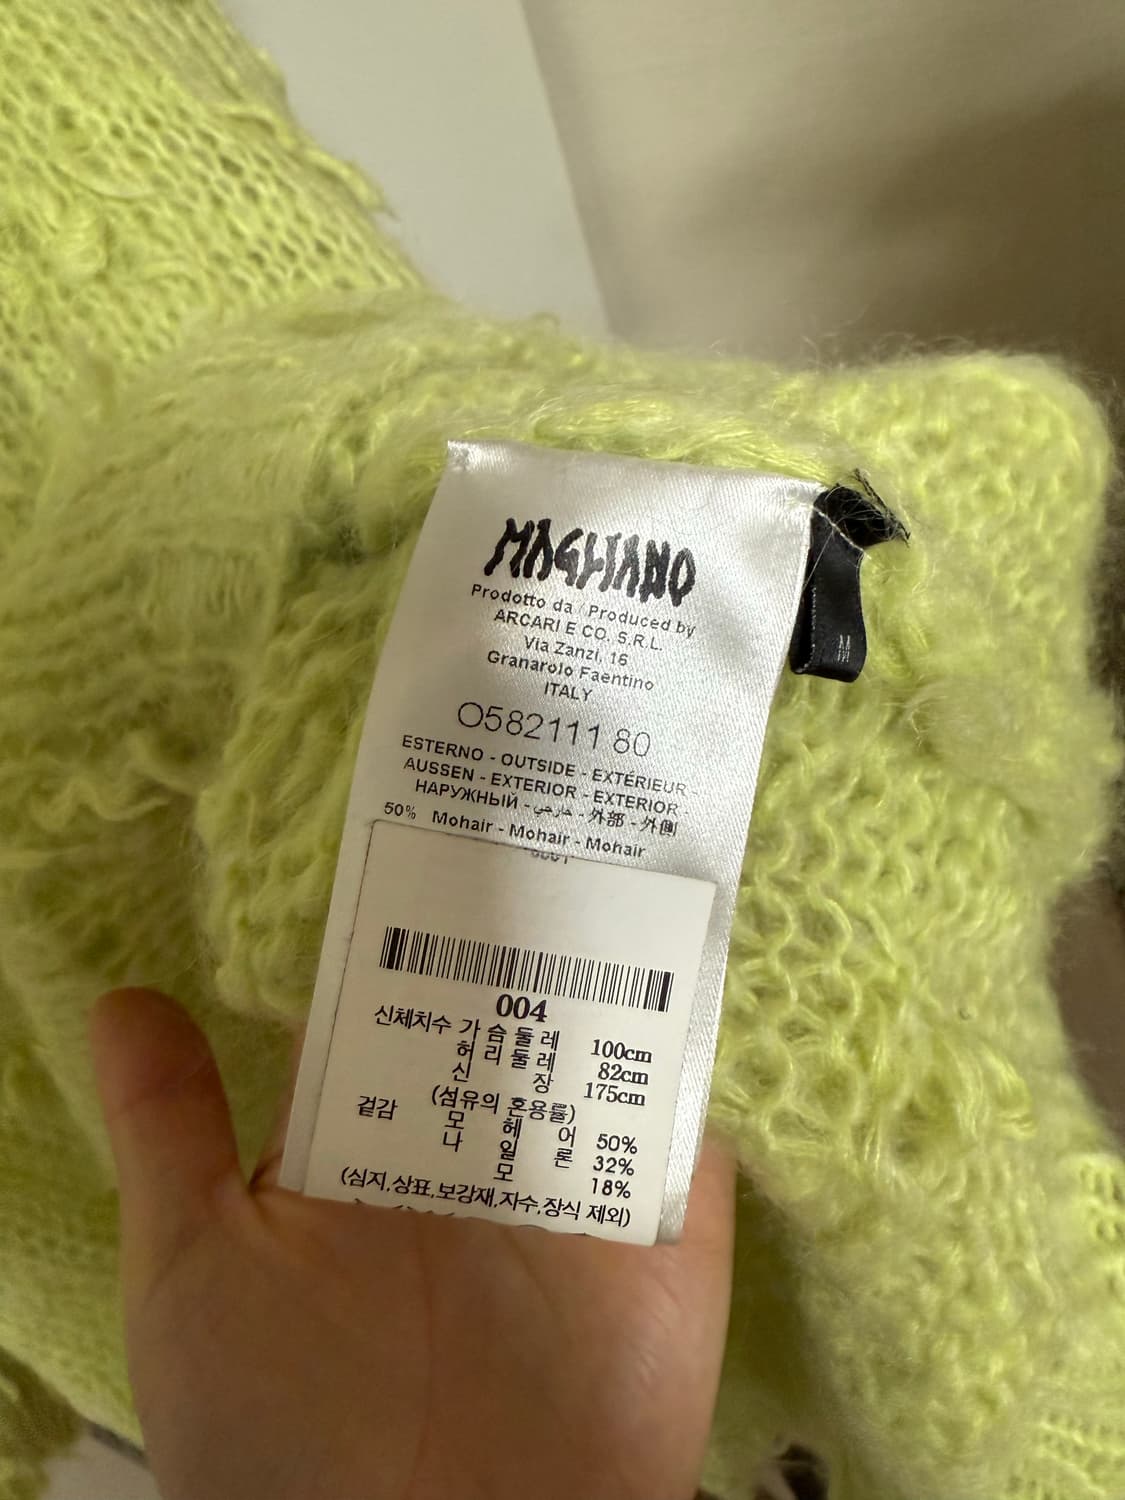 MAGLIANO
Prodotto da / Produced by
ARCARI E CO. S.R.L.
Via Zanzi, 16
Granarolo Faentino
ITALY
O582111 80
ESTERNO - OUTSIDE - EXTÉRIEUR -
AUSSEN - EXTERIOR - EXTERIOR -
НАРУЖНЫЙ - خارجي - 外部 - 外側
50% Mohair - Mohair - Mohair
004
신체치수 가슴둘레 100cm
허리둘레 82cm
신장 175cm
(섬유의 혼용률)
겉감 모헤어 50%
나일론 32%
모 18%
(심지,상표,보강재,자수,장식 제외)